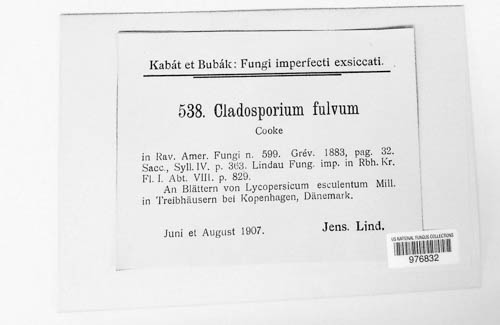 Kabát et Bubák: Fungi imperfecti exsiccati.
538. Cladosporium fulvum
Cooke
in Rav. Amer. Fungi n. 599. Grév. 1883, pag. 32.
Sacc., Syll. IV. p. 363. Lindau Fung. imp. in Rbh. Kr.
Fl. I. Abt. VIII. p. 829.
An Blättern von Lycopersicum esculentum Mill.
in Treibhäusern bei Kopenhagen, Dänemark.
Juni et August 1907. Jens. Lind.
US NATIONAL FUNGUS COLLECTIONS
976832